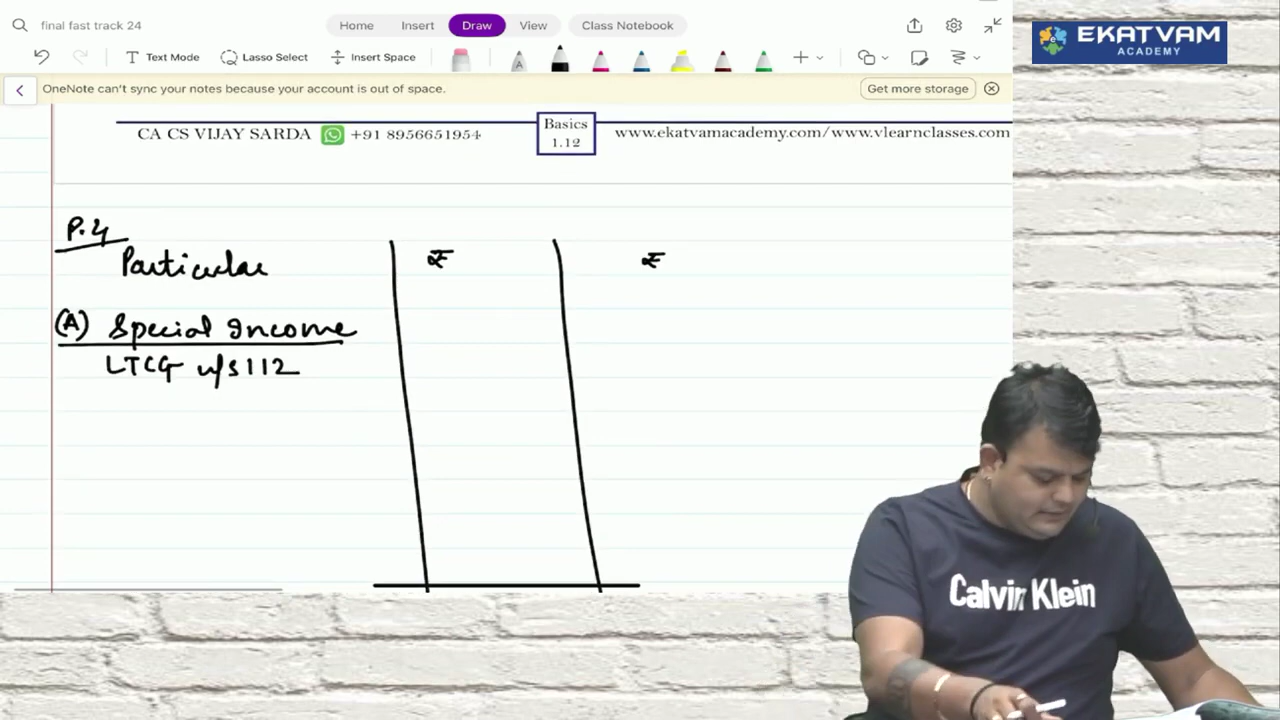 final fast track 24
Home Insert Draw View Class Notebook
Text Mode Lasso Select Insert Space
OneNote can't sync your notes because your account is out of space.
Get more storage
EKATVAM
ACADEMY
CA CS VIJAY SARDA +91 8956651954
Basics
1.12
www.ekatvamacademy.com/www.vlearnclasses.com
P.4
Particular ₹ ₹
(A) Special Income
LTCG u/s 112
Calvin Klein